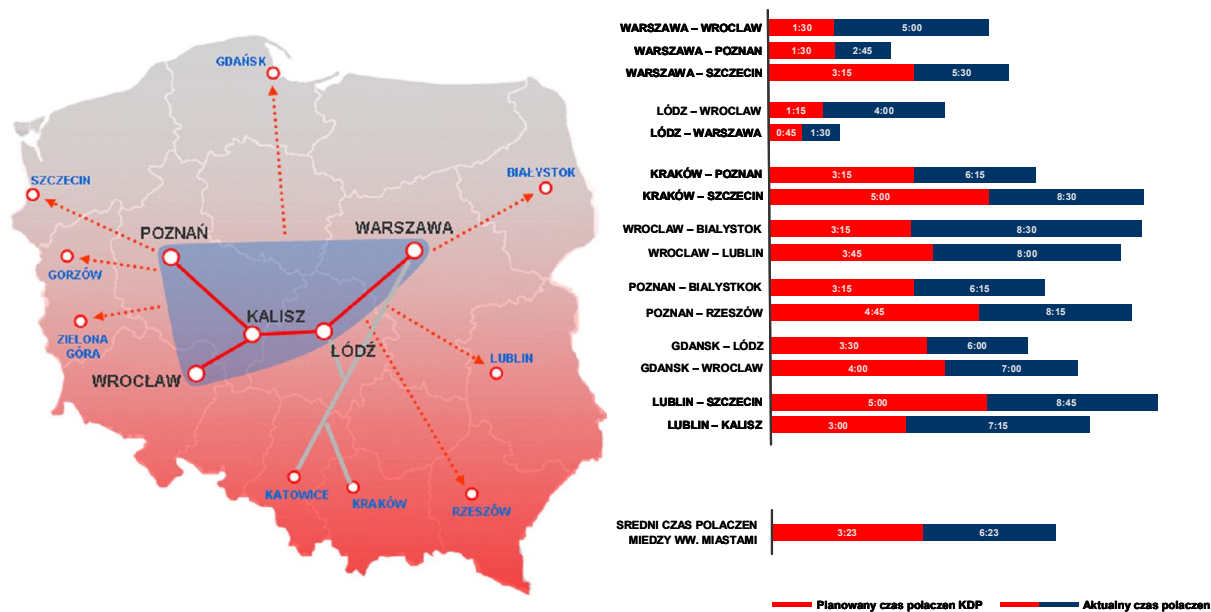 GDAŃSK
SZCZECIN
BIAŁYSTOK
POZNAŃ
WARSZAWA
GORZÓW
KALISZ
ZIELONA
GÓRA
ŁÓDŹ
LUBLIN
WROCŁAW
KATOWICE
KRAKÓW
RZESZÓW
WARSZAWA – WROCLAW 1:30 5:00
WARSZAWA – POZNAN 1:30 2:45
WARSZAWA – SZCZECIN 3:15 5:30
LÓDZ – WROCLAW 1:15 4:00
LÓDZ – WARSZAWA 0:45 1:30
KRAKÓW – POZNAN 3:15 6:15
KRAKÓW – SZCZECIN 5:00 8:30
WROCLAW – BIALYSTOK 3:15 8:30
WROCLAW – LUBLIN 3:45 8:00
POZNAN – BIALYSTKOK 3:15 6:15
POZNAN – RZESZÓW 4:45 8:15
GDANSK – LÓDZ 3:30 6:00
GDANSK – WROCLAW 4:00 7:00
LUBLIN – SZCZECIN 5:00 8:45
LUBLIN – KALISZ 3:00 7:15
SREDNI CZAS POLACZEN
MIEDZY WW. MIASTAMI
3:23 6:23
Planowany czas polaczen KDP Aktualny czas polaczen